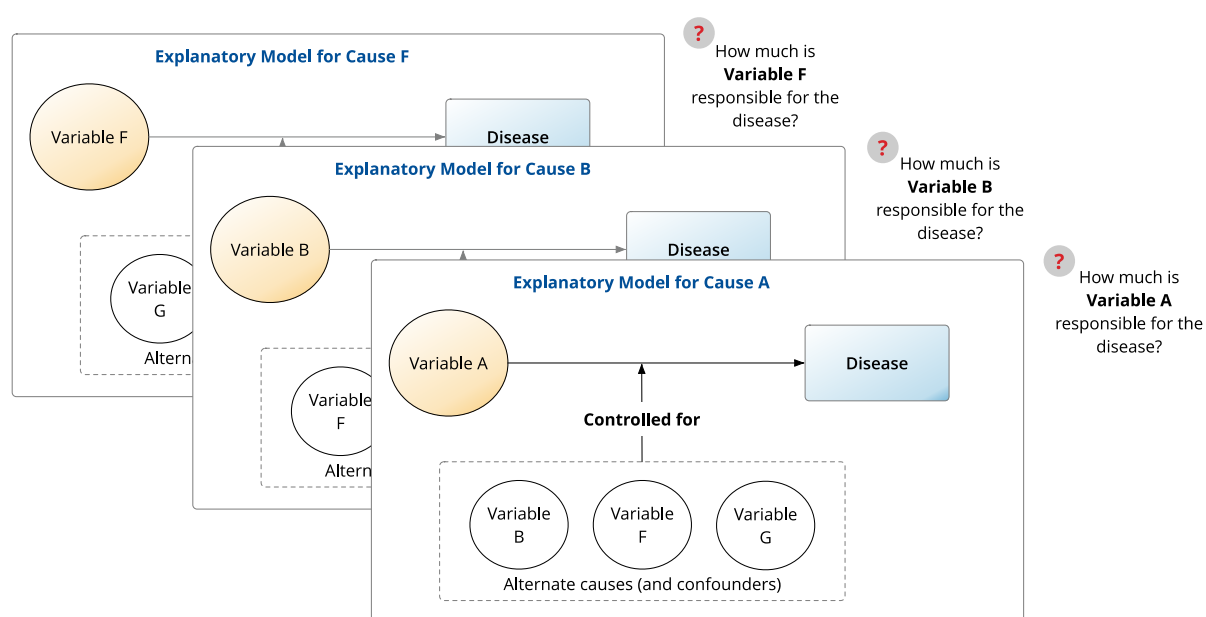 Explanatory Model for Cause F
?
How much is
Variable F
responsible for the
disease?
Variable F
Disease
Variable
G
Altern
Explanatory Model for Cause B
?
How much is
Variable B
responsible for the
disease?
Variable B
Disease
Variable
F
Altern
Explanatory Model for Cause A
?
How much is
Variable A
responsible for the
disease?
Variable A
Disease
Controlled for
Variable
B
Variable
F
Variable
G
Alternate causes (and confounders)